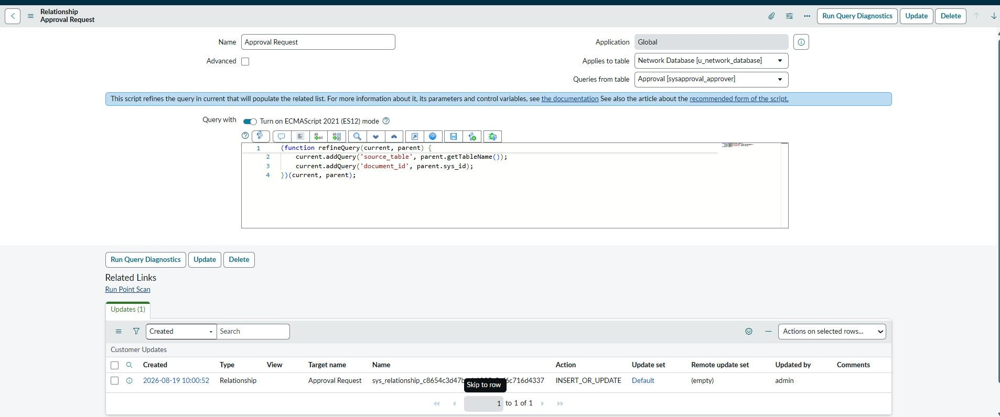 Relationship
Approval Request
Run Query Diagnostics
Update
Delete
Name
Approval Request
Application
Global
Advanced
Applies to table
Network Database [u_network_database]
Queries from table
Approval [sysapproval_approver]
This script refines the query in current that will populate the related list. For more information about it, its parameters and control variables, see the documentation See also the article about the recommended form of the script.
Query with
Turn on ECMAScript 2021 (ES12) mode
1 (function refineQuery(current, parent) {
2 current.addQuery('source_table', parent.getTableName());
3 current.addQuery('document_id', parent.sys_id);
4 })(current, parent);
Run Query Diagnostics
Update
Delete
Related Links
Run Point Scan
Updates (1)
Created
Search
Actions on selected rows...
Customer Updates
Created Type View Target name Name Action Update set Remote update set Updated by Comments
2026-08-19 10:00:52 Relationship Approval Request INSERT_OR_UPDATE Default (empty) admin
Skip to row
1 to 1 of 1